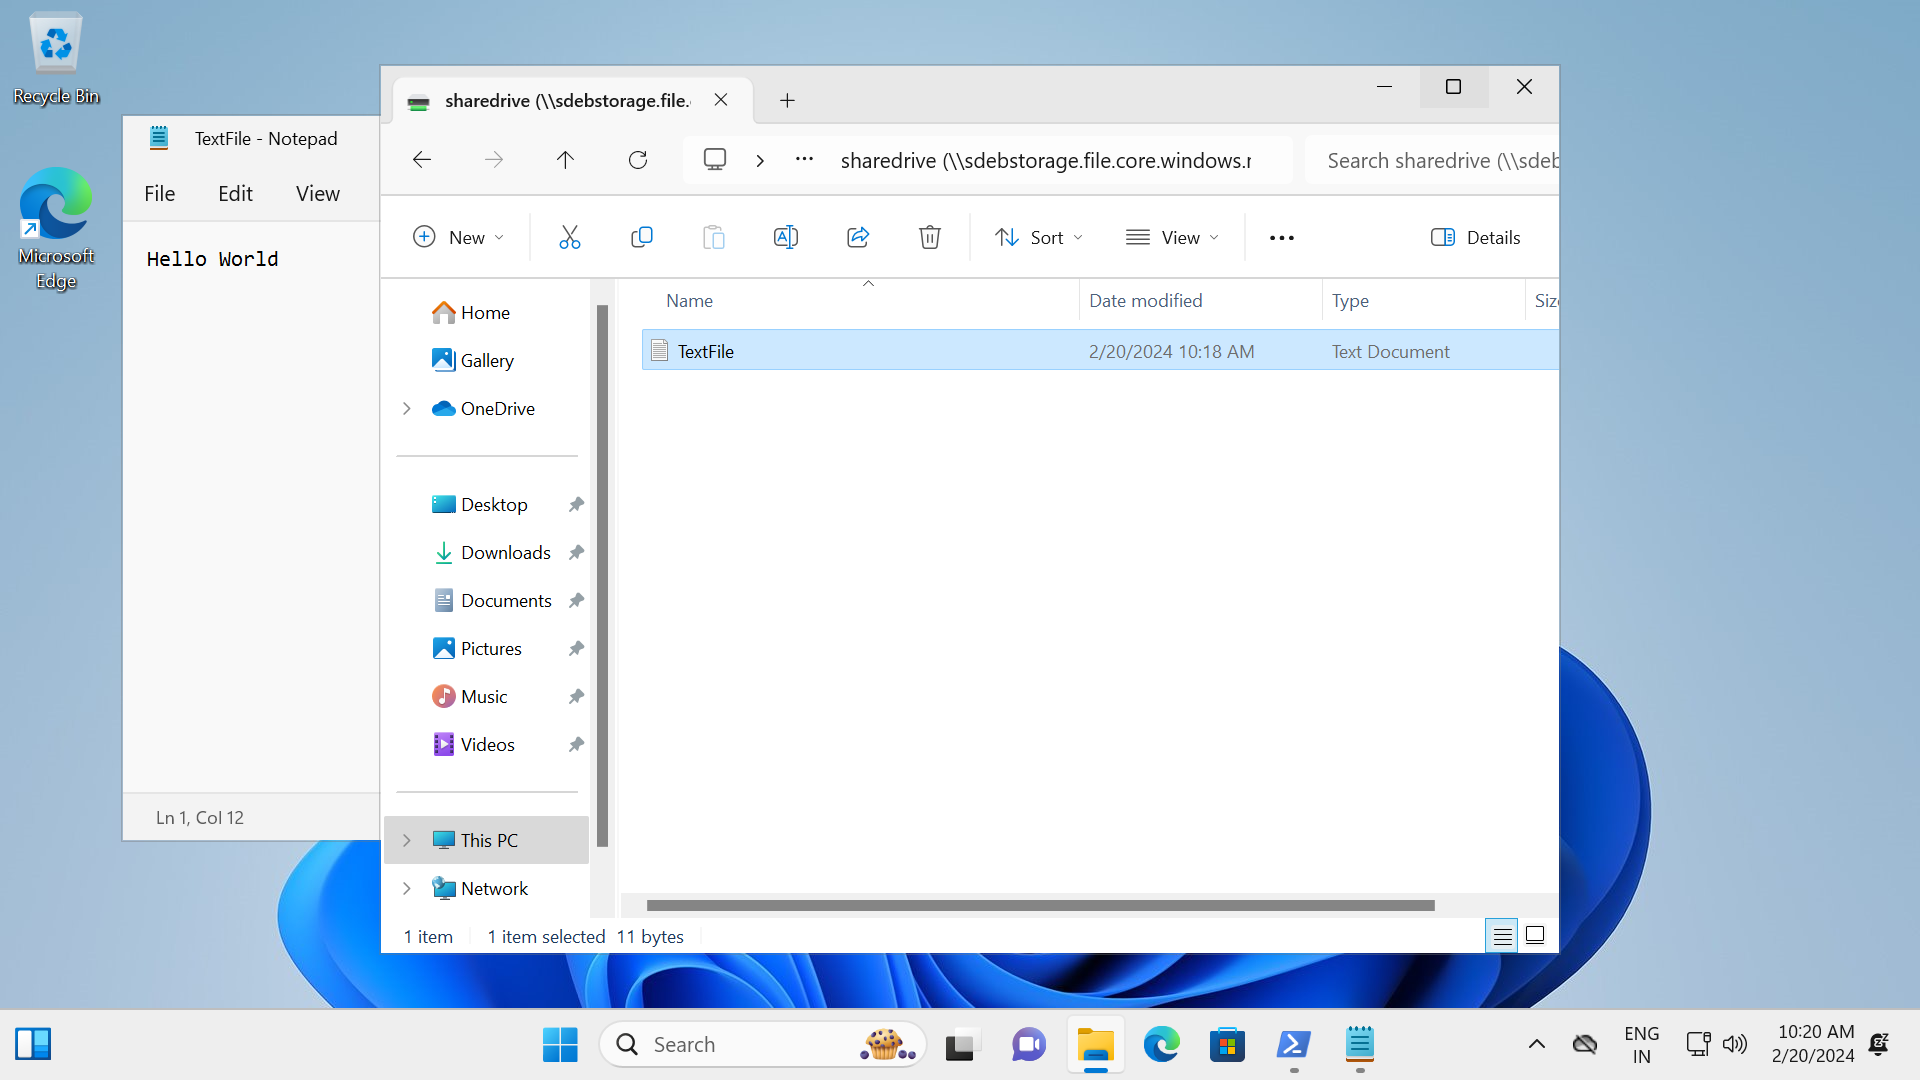 Recycle Bin
Microsoft
Edge
TextFile - Notepad
File Edit View
Hello World
Ln 1, Col 12
sharedrive (\\sdebstorage.file.
sharedrive (\\sdebstorage.file.core.windows.
Search sharedrive (\\sdeb
New
Sort
View
Details
Home
Gallery
OneDrive
Desktop
Downloads
Documents
Pictures
Music
Videos
This PC
Network
Name Date modified Type Siz
TextFile 2/20/2024 10:18 AM Text Document
1 item 1 item selected 11 bytes
Search
ENG
IN
10:20 AM
2/20/2024